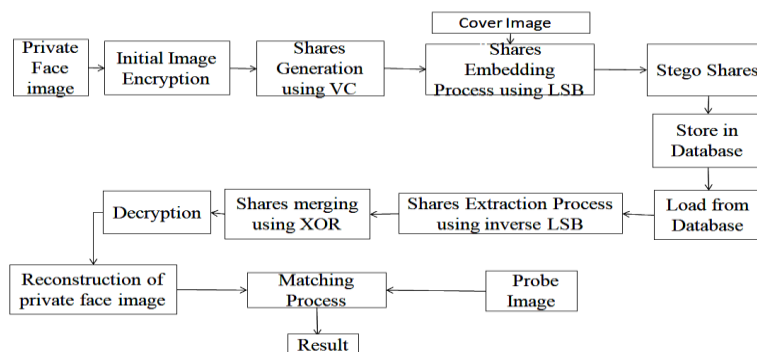 Cover Image
Private
Face
image
Initial Image
Encryption
Shares
Generation
using VC
Shares
Embedding
Process using LSB
Stego Shares
Store in
Database
Load from
Database
Shares Extraction Process
using inverse LSB
Shares merging
using XOR
Decryption
Reconstruction of
private face image
Matching
Process
Probe
Image
Result